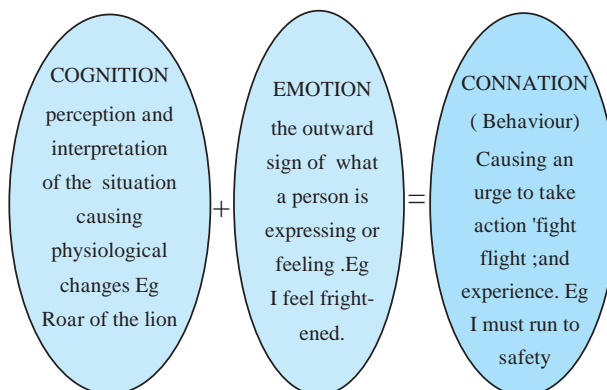 COGNITION
perception and
interpretation
of the situation
causing
physiological
changes Eg
Roar of the lion
+
EMOTION
the outward
sign of what
a person is
expressing or
feeling .Eg
I feel fright-
ened.
=
CONNATION
( Behaviour)
Causing an
urge to take
action 'fight
flight ;and
experience. Eg
I must run to
safety